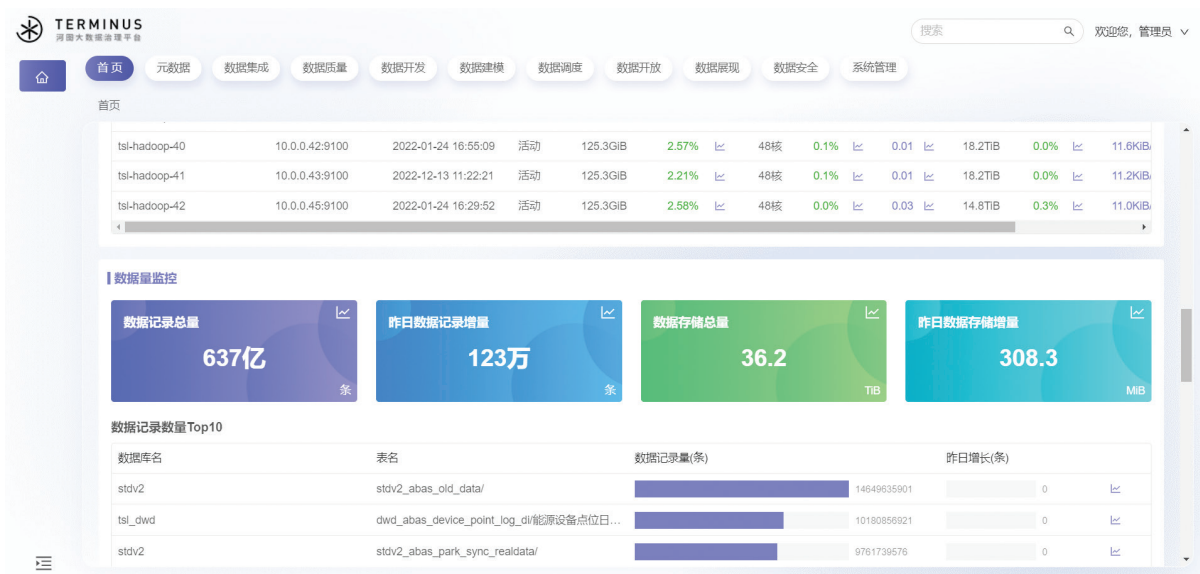 TERMINUS
河图大数据治理平台
搜索 欢迎您, 管理员
首页 元数据 数据集成 数据质量 数据开发 数据建模 数据调度 数据开放 数据展现 数据安全 系统管理
首页
tsl-hadoop-40 10.0.0.42:9100 2022-01-24 16:55:09 活动 125.3GiB 2.57% 48核 0.1% 0.01 18.2TiB 0.0% 11.6KiB/
tsl-hadoop-41 10.0.0.43:9100 2022-12-13 11:22:21 活动 125.3GiB 2.21% 48核 0.1% 0.01 18.2TiB 0.0% 11.2KiB/
tsl-hadoop-42 10.0.0.45:9100 2022-01-24 16:29:52 活动 125.3GiB 2.58% 48核 0.0% 0.03 14.8TiB 0.3% 11.0KiB/
数据量监控
数据记录总量 昨日数据记录增量 数据存储总量 昨日数据存储增量
637亿 123万 36.2 308.3
条 条 TiB MiB
数据记录数量Top10
数据库名 表名 数据记录量(条) 昨日增长(条)
stdv2 stdv2_abas_old_data/ 14649635901 0
tsl_dwd dwd_abas_device_point_log_di/能源设备点位日... 10180856921 0
stdv2 stdv2_abas_park_sync_realdata/ 9761739576 0